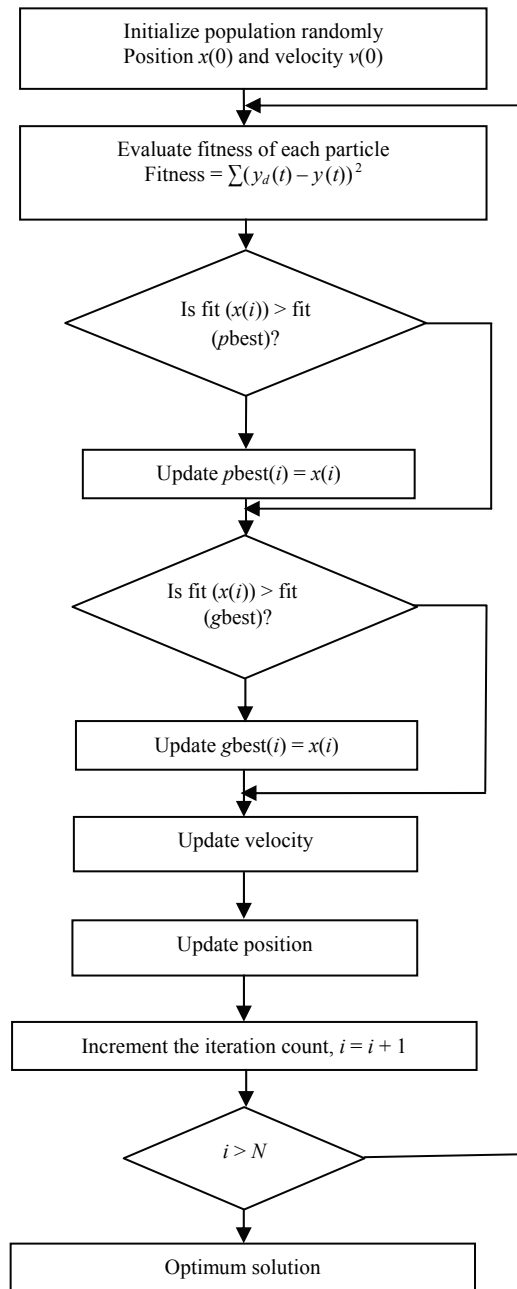 Initialize population randomly
Position x(0) and velocity v(0)
Evaluate fitness of each particle
Fitness = ∑(y_d(t) – y(t))²
Is fit (x(i)) > fit
(pbest)?
Update pbest(i) = x(i)
Is fit (x(i)) > fit
(gbest)?
Update gbest(i) = x(i)
Update velocity
Update position
Increment the iteration count, i = i + 1
i > N
Optimum solution